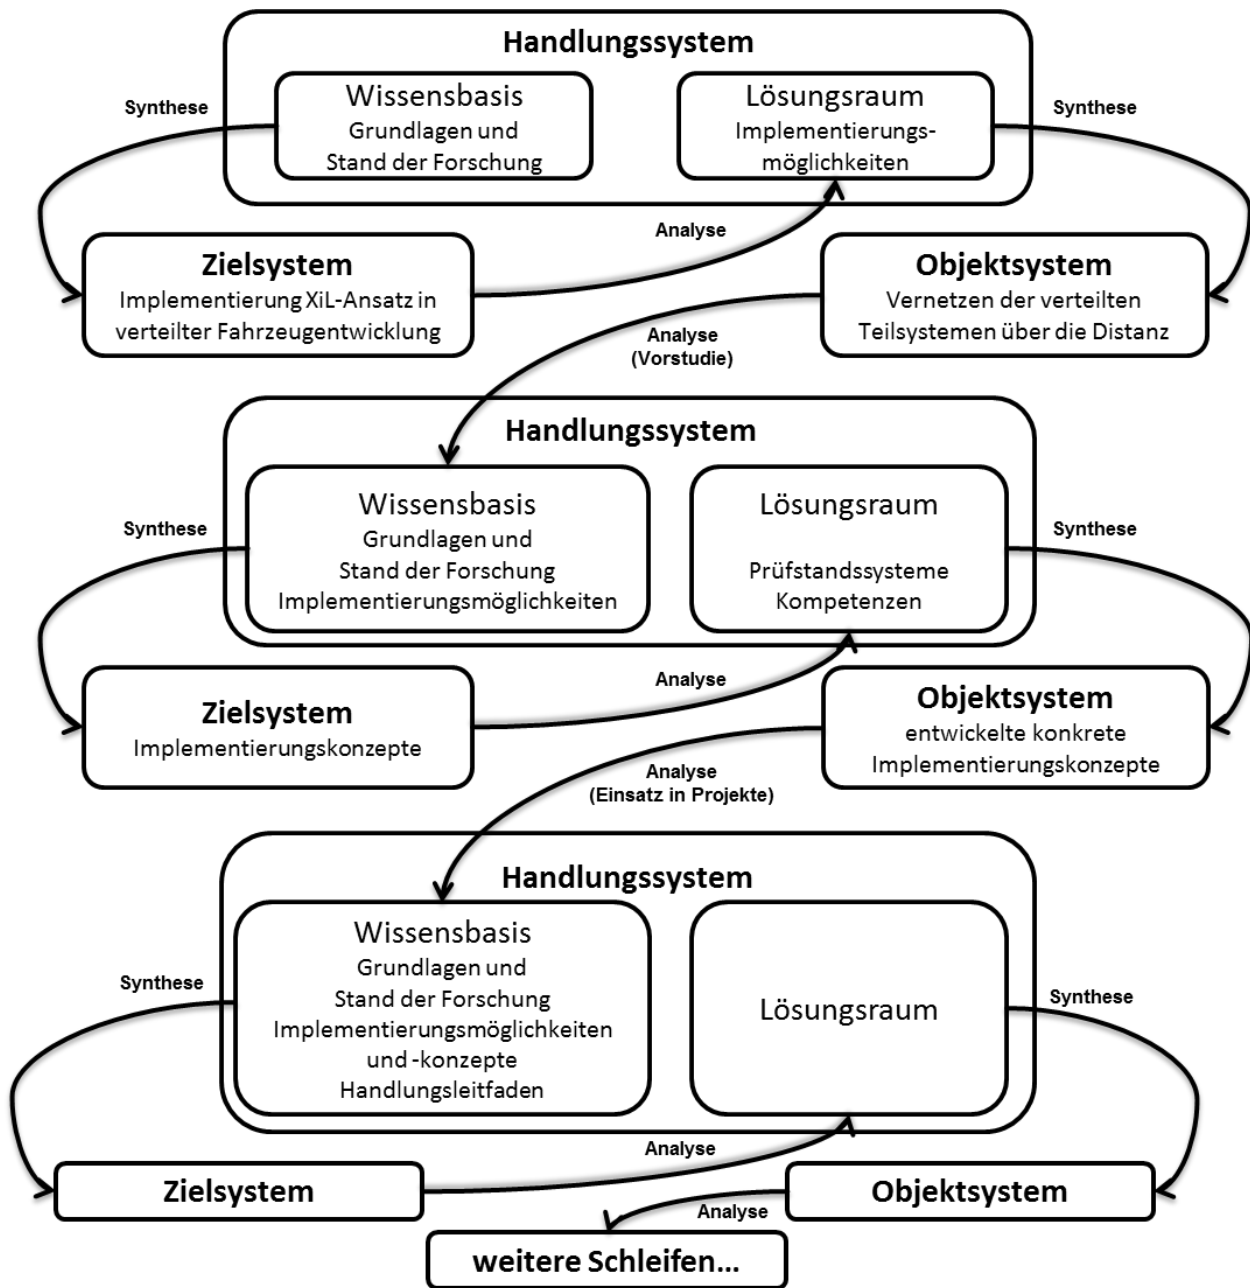 Handlungssystem
Synthese
Wissensbasis
Grundlagen und
Stand der Forschung
Lösungsraum
Implementierungs-
möglichkeiten
Synthese
Analyse
Zielsystem
Implementierung XiL-Ansatz in
verteilter Fahrzeugentwicklung
Objektsystem
Vernetzen der verteilten
Teilsystemen über die Distanz
Analyse
(Vorstudie)
Handlungssystem
Synthese
Wissensbasis
Grundlagen und
Stand der Forschung
Implementierungsmöglichkeiten
Lösungsraum
Prüfstandssysteme
Kompetenzen
Synthese
Analyse
Zielsystem
Implementierungskonzepte
Objektsystem
entwickelte konkrete
Implementierungskonzepte
Analyse
(Einsatz in Projekte)
Handlungssystem
Synthese
Wissensbasis
Grundlagen und
Stand der Forschung
Implementierungsmöglichkeiten
und -konzepte
Handlungsleitfaden
Lösungsraum
Synthese
Analyse
Zielsystem
Objektsystem
Analyse
weitere Schleifen...